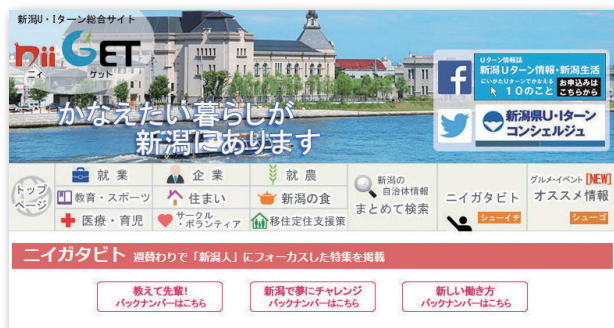 新潟U・Iターン総合サイト
nii GET
ニイ ゲット
かなえたい暮らしが
新潟にあります
Uターン情報誌
新潟Uターン情報・新潟生活
にいがたUターンでかなえる
10のこと
お申込みは
こちらから
新潟県U・Iターン
コンシェルジュ
トップ
ページ
就業
企業
就農
教育・スポーツ
住まい
新潟の食
医療・育児
サークル
・ボランティア
移住定住支援策
新潟の
自治体情報
まとめて検索
ニイガタビト
シューイチ
グルメ・イベント [NEW]
オススメ情報
シューゴ
ニイガタビト 週替わりで「新潟人」にフォーカスした特集を掲載
教えて先輩!
バックナンバーはこちら
新潟で夢にチャレンジ
バックナンバーはこちら
新しい働き方
バックナンバーはこちら